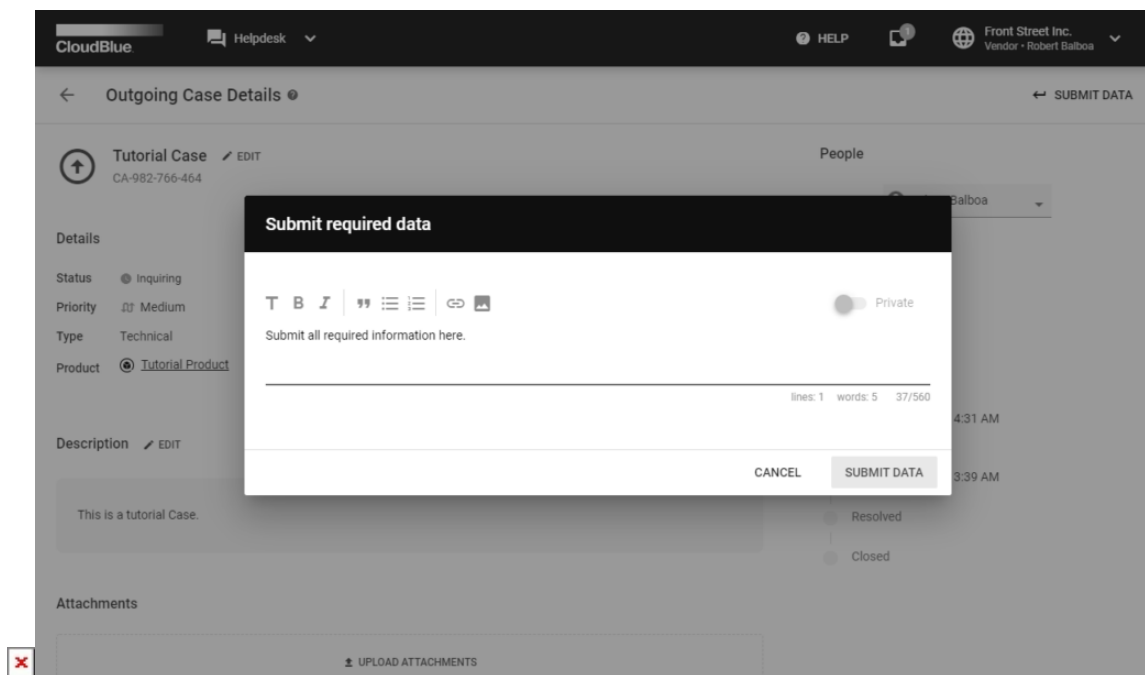 CloudBlue
Helpdesk
HELP
1
Front Street Inc.
Vendor • Robert Balboa
Outgoing Case Details
SUBMIT DATA
Tutorial Case
EDIT
CA-982-766-464
People
Balboa
Details
Status Inquiring
Priority Medium
Type Technical
Product Tutorial Product
Submit required data
T B I
Private
Submit all required information here.
lines: 1 words: 5 37/560
CANCEL
SUBMIT DATA
4:31 AM
3:39 AM
Resolved
Closed
Description EDIT
This is a tutorial Case.
Attachments
UPLOAD ATTACHMENTS